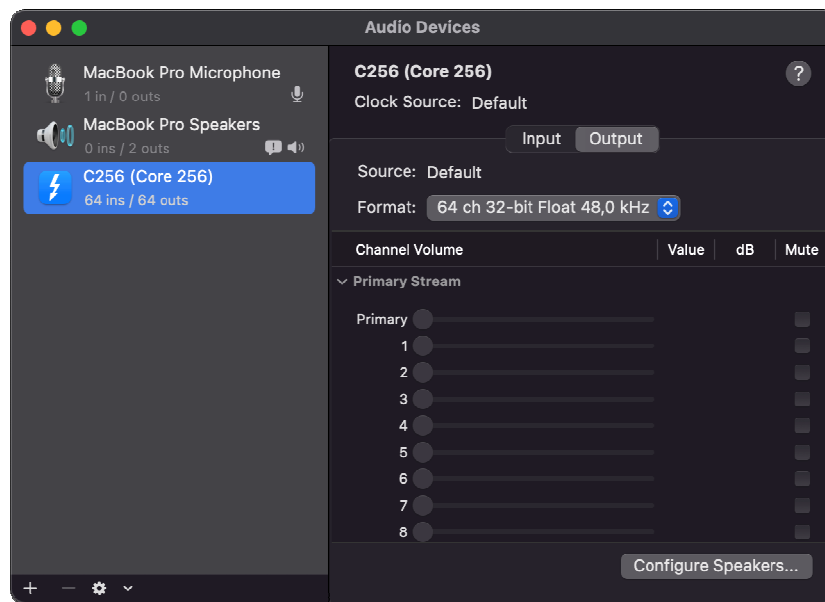 Audio Devices
MacBook Pro Microphone
1 in / 0 outs
MacBook Pro Speakers
0 ins / 2 outs
C256 (Core 256)
64 ins / 64 outs
C256 (Core 256)
?
Clock Source: Default
Input Output
Source: Default
Format: 64 ch 32-bit Float 48,0 kHz
Channel Volume Value dB Mute
Primary Stream
Primary
1
2
3
4
5
6
7
8
Configure Speakers...